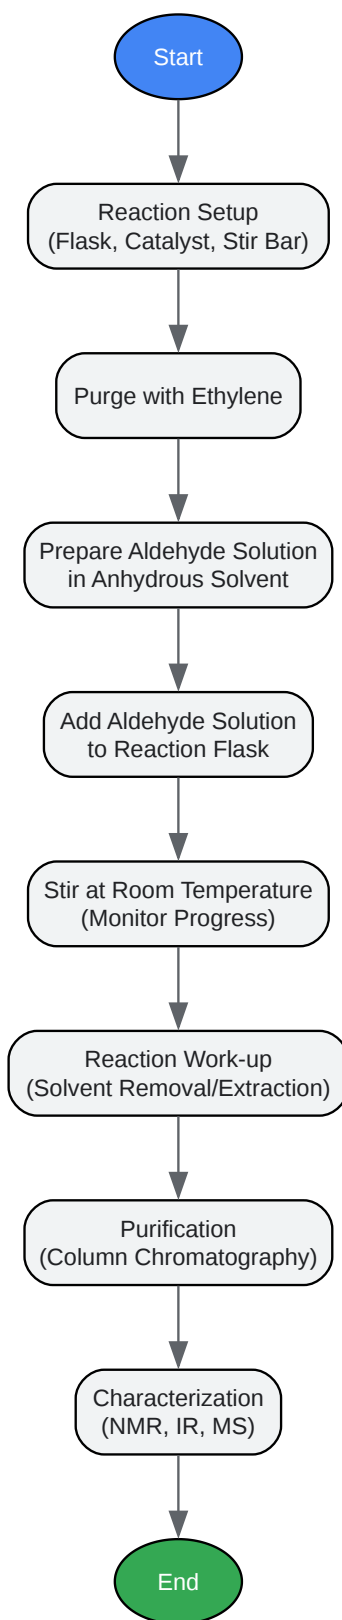 Start
Reaction Setup
(Flask, Catalyst, Stir Bar)
Purge with Ethylene
Prepare Aldehyde Solution
in Anhydrous Solvent
Add Aldehyde Solution
to Reaction Flask
Stir at Room Temperature
(Monitor Progress)
Reaction Work-up
(Solvent Removal/Extraction)
Purification
(Column Chromatography)
Characterization
(NMR, IR, MS)
End